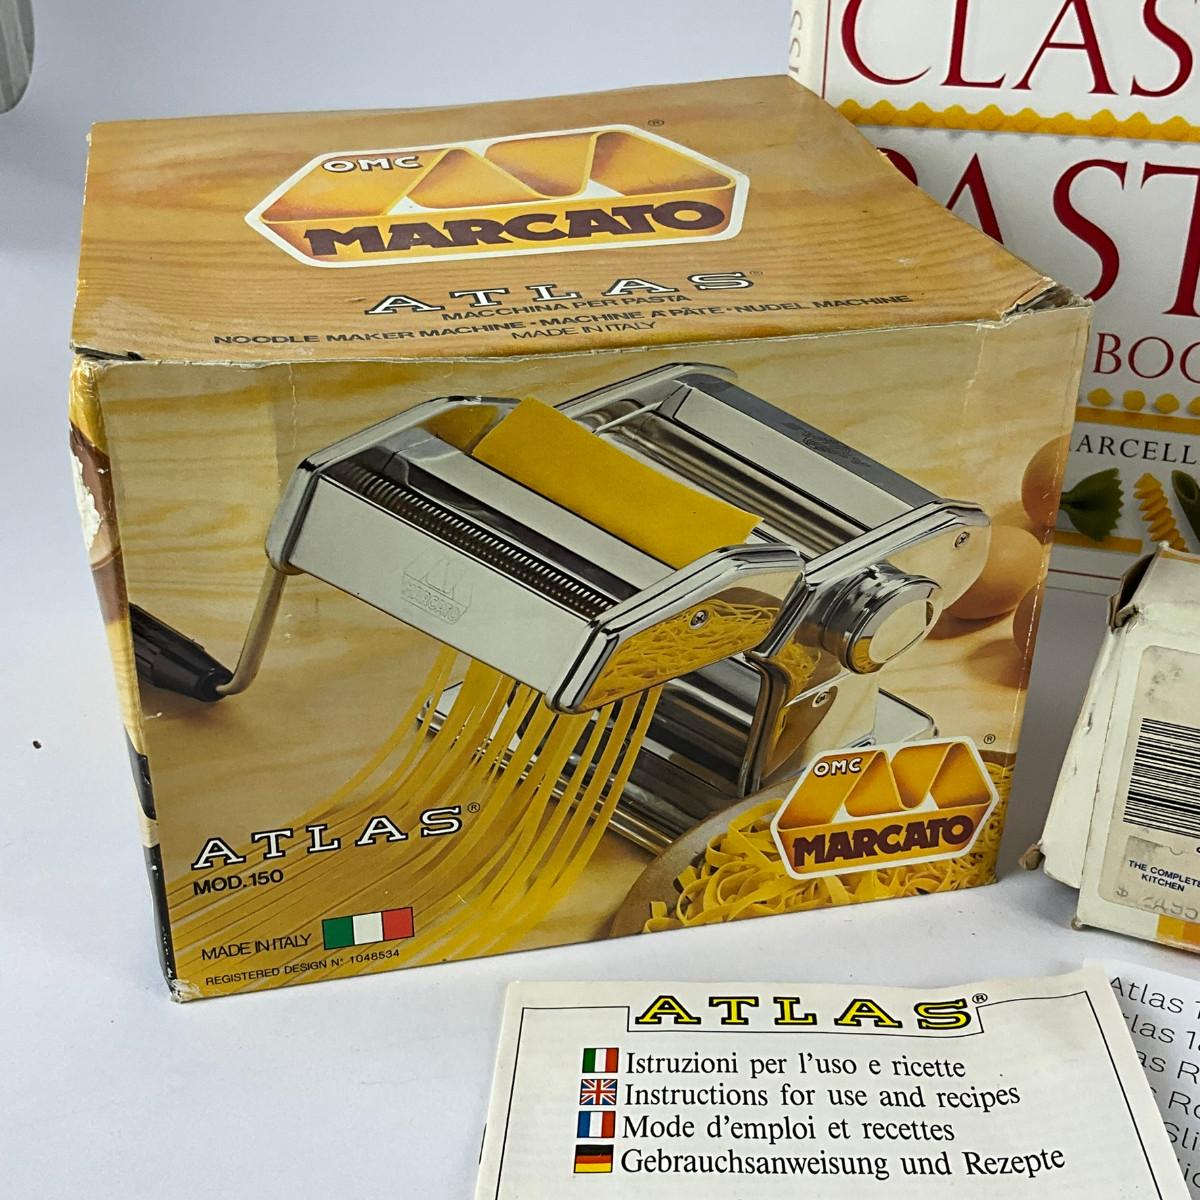 OMC
MARCATO
®
ATLAS®
MACCHINA PER PASTA
NOODLE MAKER MACHINE • MACHINE A PÂTE • NUDEL MACHINE
MADE IN ITALY
MARCATO
OMC
MARCATO
®
ATLAS®
MOD. 150
MADE IN ITALY
REGISTERED DESIGN N: 1048534
CLAS
PAST
BOO
ARCELL
THE COMPLETE
KITCHEN
ATLAS®
Istruzioni per l'uso e ricette
Instructions for use and recipes
Mode d'emploi et recettes
Gebrauchsanweisung und Rezepte
Atlas